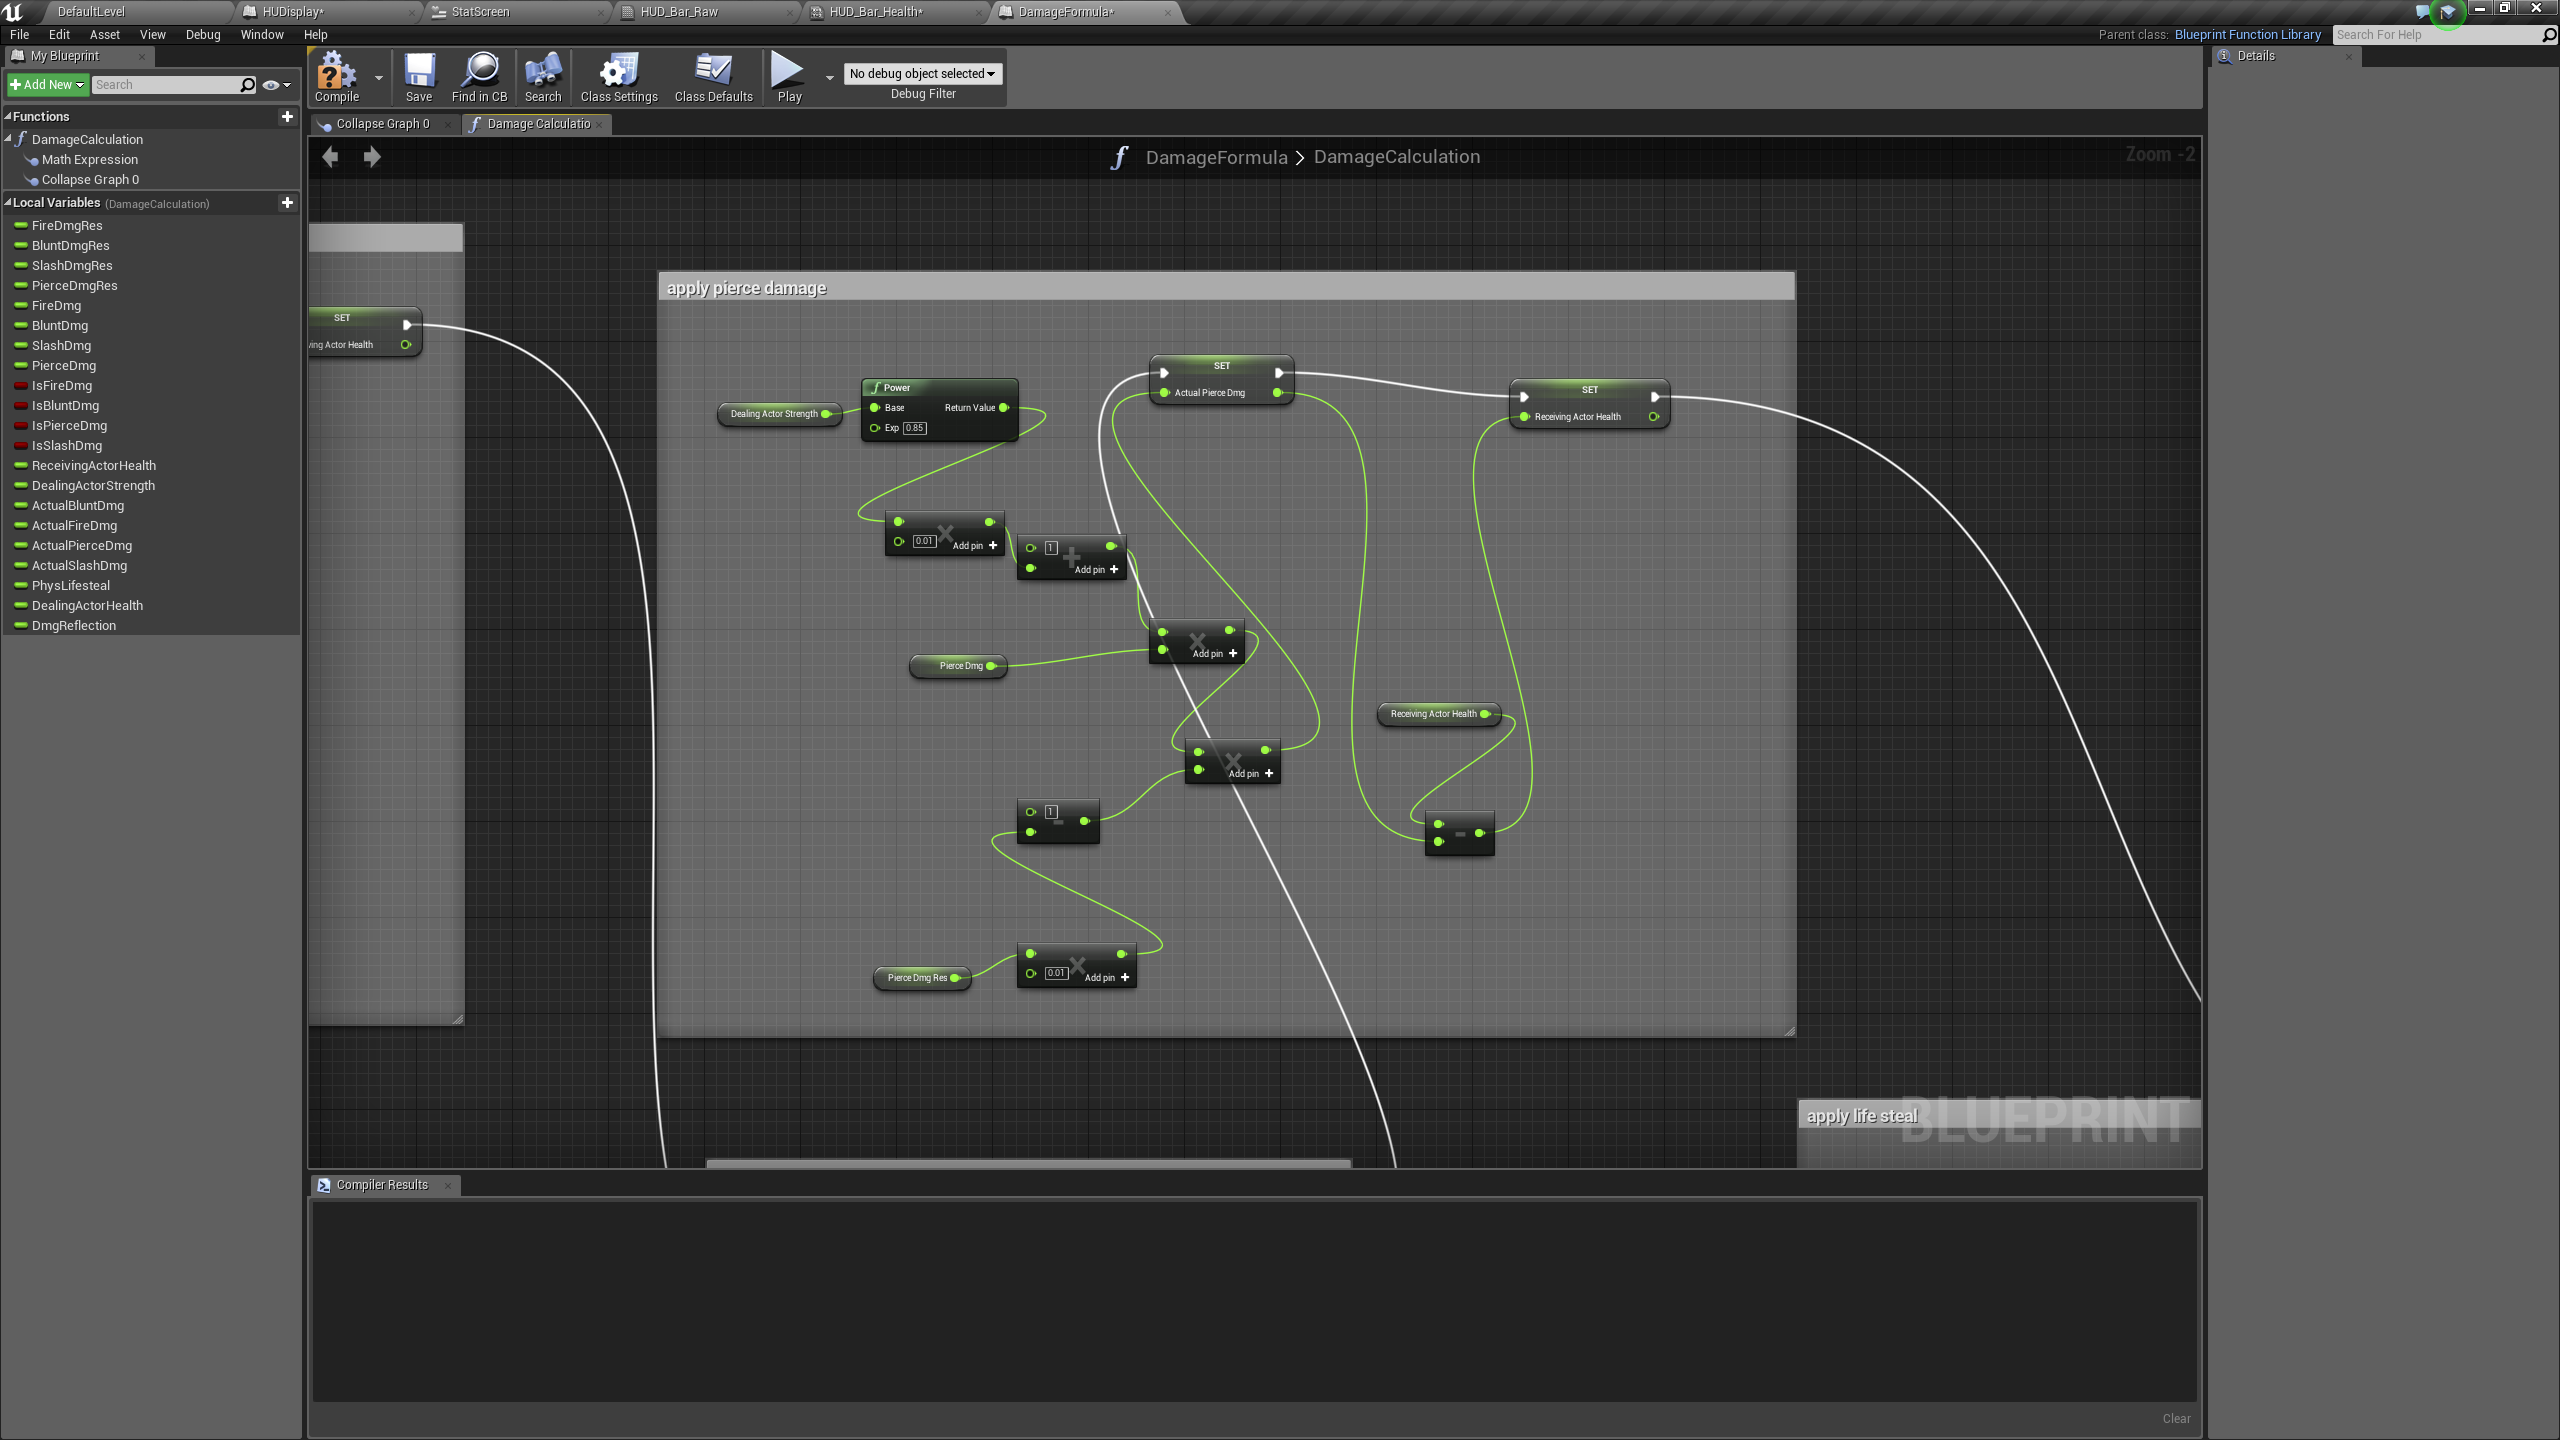 DefaultLevel
HUDisplay*
StatScreen
HUD_Bar_Raw
HUD_Bar_Health*
DamageFormula*
File Edit Asset View Debug Window Help
Parent class: Blueprint Function Library
Search For Help
My Blueprint
Details
Add New
Search
Compile
Save
Find in CB
Search
Class Settings
Class Defaults
Play
No debug object selected
Debug Filter
Functions
DamageCalculation
Math Expression
Collapse Graph 0
Local Variables (DamageCalculation)
FireDmgRes
BluntDmgRes
SlashDmgRes
PierceDmgRes
FireDmg
BluntDmg
SlashDmg
PierceDmg
IsFireDmg
IsBluntDmg
IsPierceDmg
IsSlashDmg
ReceivingActorHealth
DealingActorStrength
ActualBluntDmg
ActualFireDmg
ActualPierceDmg
ActualSlashDmg
PhysLifesteal
DealingActorHealth
DmgReflection
Collapse Graph 0
Damage Calculatio
DamageFormula > DamageCalculation
Zoom -2
SET
ving Actor Health
apply pierce damage
Dealing Actor Strength
Power
Base Return Value
Exp 0.85
SET
Actual Pierce Dmg
SET
Receiving Actor Health
0.01 Add pin +
1
Add pin +
Pierce Dmg
Add pin +
Receiving Actor Health
Add pin +
1
Pierce Dmg Res
0.01 Add pin +
apply life steal
BLUEPRINT
Compiler Results
Clear